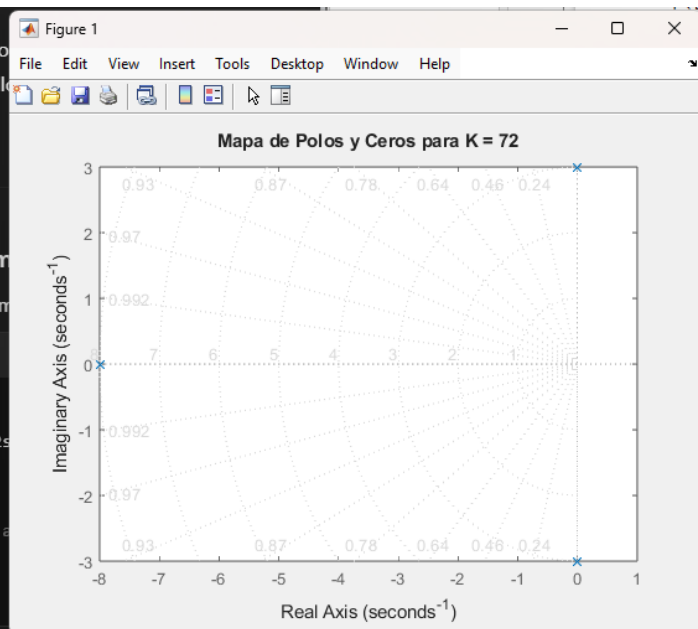 Figure 1
File Edit View Insert Tools Desktop Window Help
Mapa de Polos y Ceros para K = 72
3
0.93 0.87 0.78 0.64 0.46 0.24
2
0.97
1
0.992
8 7 6 5 4 3 2 1
0
-1
0.992
-2
0.97
0.93 0.87 0.78 0.64 0.46 0.24
-3
-8 -7 -6 -5 -4 -3 -2 -1 0 1
Imaginary Axis (seconds⁻¹)
Real Axis (seconds⁻¹)